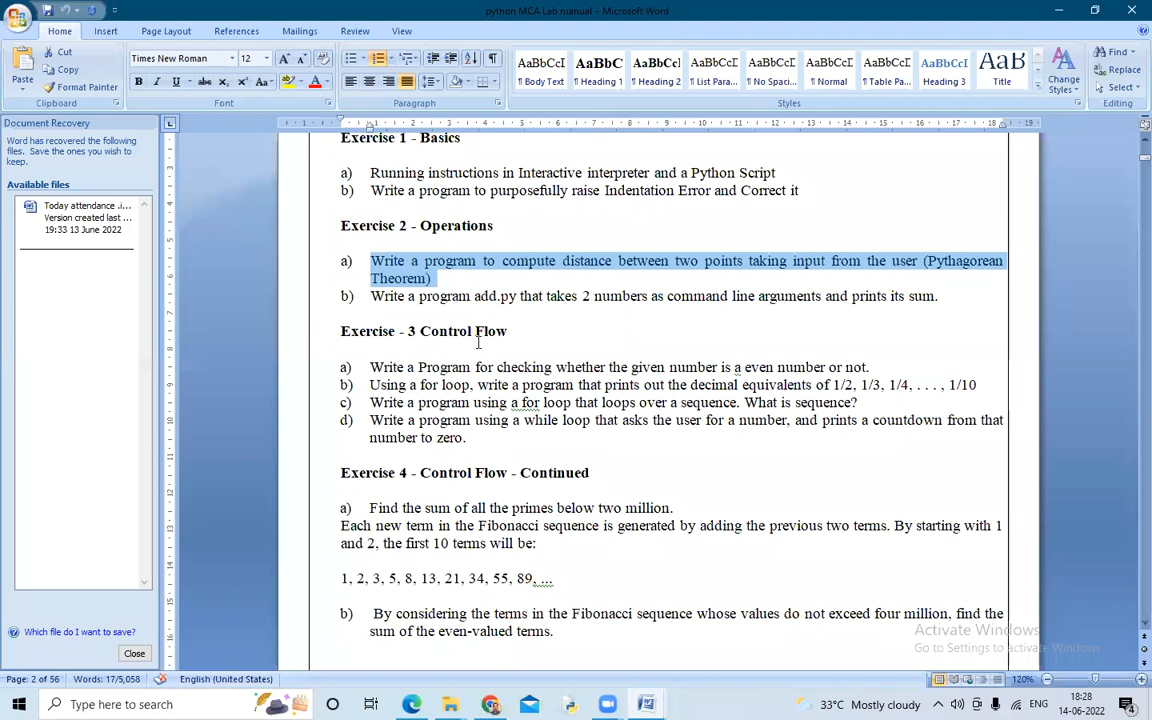 python MCA Lab manual - Microsoft Word
Home Insert Page Layout References Mailings Review View
Paste
Cut
Copy
Format Painter
Clipboard
Times New Roman 12
Font
Paragraph
AaBbCcI AaBbC AaBbCcl AaBbCcDc AaBbCcDc AaBbCcDc AaBbCcDc AaBbCcI AaBb
¶ Body Text Heading 1 ¶ Heading 2 ¶ List Para... ¶ No Spaci... ¶ Normal ¶ Table Pa... Heading 3 Title
Styles
Change Styles
Find
Replace
Select
Editing
Document Recovery
Word has recovered the following
files. Save the ones you wish to
keep.
Available files
Today attendance .i...
Version created last ...
19:33 13 June 2022
Which file do I want to save?
Close
Exercise 1 - Basics
a) Running instructions in Interactive interpreter and a Python Script
b) Write a program to purposefully raise Indentation Error and Correct it
Exercise 2 - Operations
a) Write a program to compute distance between two points taking input from the user (Pythagorean
Theorem)
b) Write a program add.py that takes 2 numbers as command line arguments and prints its sum.
Exercise - 3 Control Flow
a) Write a Program for checking whether the given number is a even number or not.
b) Using a for loop, write a program that prints out the decimal equivalents of 1/2, 1/3, 1/4, . . . , 1/10
c) Write a program using a for loop that loops over a sequence. What is sequence?
d) Write a program using a while loop that asks the user for a number, and prints a countdown from that
number to zero.
Exercise 4 - Control Flow - Continued
a) Find the sum of all the primes below two million.
Each new term in the Fibonacci sequence is generated by adding the previous two terms. By starting with 1
and 2, the first 10 terms will be:
1, 2, 3, 5, 8, 13, 21, 34, 55, 89, ...
b) By considering the terms in the Fibonacci sequence whose values do not exceed four million, find the
sum of the even-valued terms.
Activate Windows
Go to Settings to activate Windows.
Page: 2 of 56 Words: 17/5,058 English (United States) 120%
Type here to search
33°C Mostly cloudy ENG 18:28
14-06-2022 4